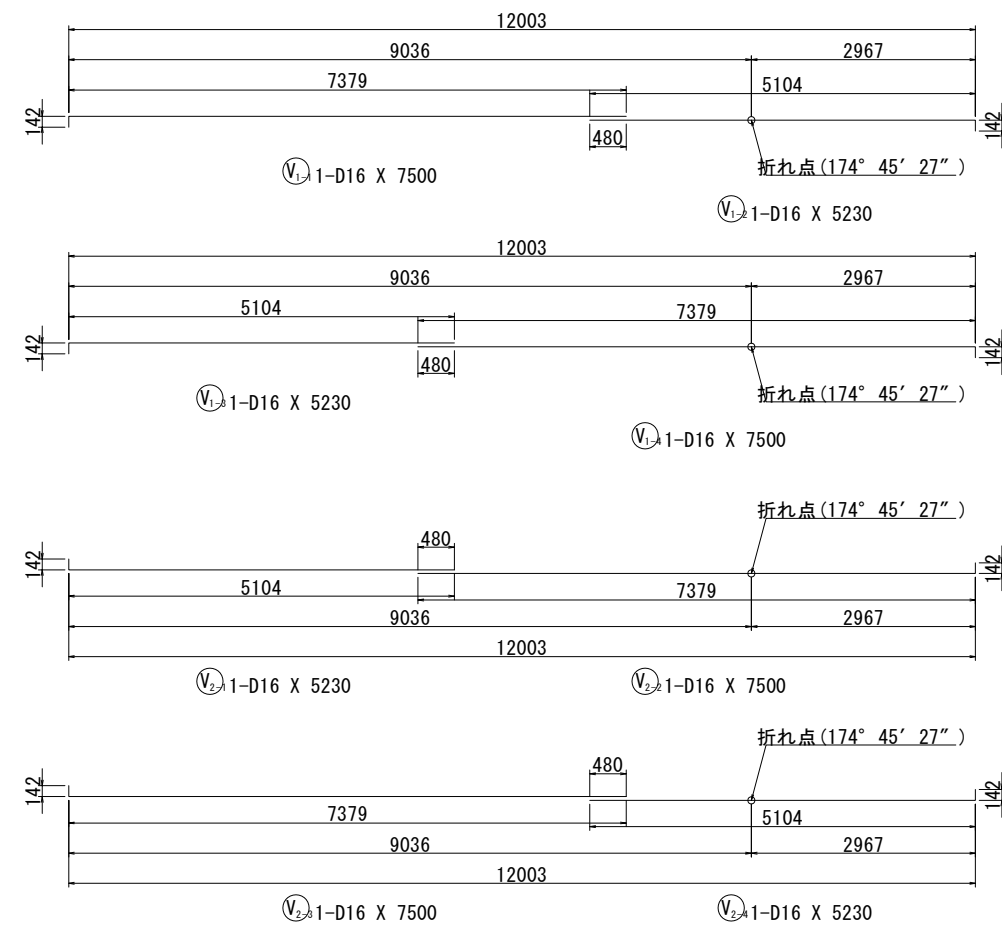 12003
9036 2967
7379 5104
142 480 142
折れ点(174° 45′ 27″ )
V1-1 1-D16 X 7500
V1-2 1-D16 X 5230
12003
9036 2967
5104 7379
142 480 142
折れ点(174° 45′ 27″ )
V1-3 1-D16 X 5230
V1-4 1-D16 X 7500
折れ点(174° 45′ 27″ )
142 480 142
5104 7379
9036 2967
12003
V2-1 1-D16 X 5230
V2-2 1-D16 X 7500
折れ点(174° 45′ 27″ )
142 480 142
7379 5104
9036 2967
12003
V2-3 1-D16 X 7500
V2-4 1-D16 X 5230